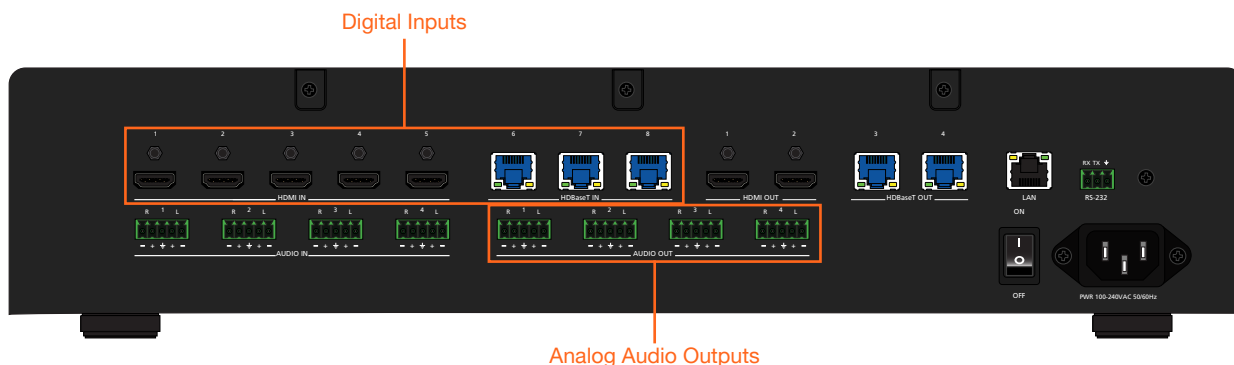 Digital Inputs
1 2 3 4 5 6 7 8 1 2 3 4
HDMI IN HDBaseT IN HDMI OUT HDBaseT OUT LAN RX TX RS-232
R 1 L R 2 L R 3 L R 4 L R 1 L R 2 L R 3 L R 4 L ON
- + + - - + + - - + + - - + + - - + + - - + + - - + + - - + + -
AUDIO IN AUDIO OUT
OFF PWR 100-240VAC 50/60Hz
Analog Audio Outputs